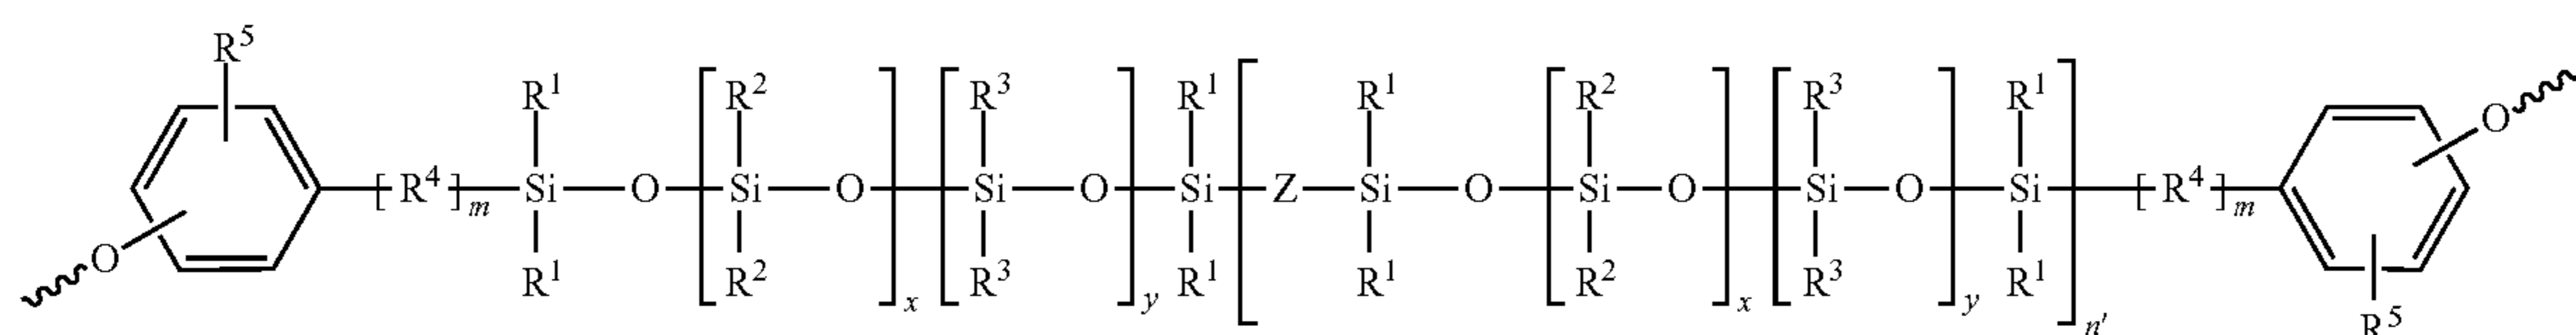 R⁵
R¹ R² R³ R¹ R¹ R² R³ R¹
[R⁴]m Si O Si O Si O Si Z Si O Si O Si O Si [R⁴]m O
O R¹ R² x R³ y R¹ R¹ R² x R³ y R¹ n'
R⁵